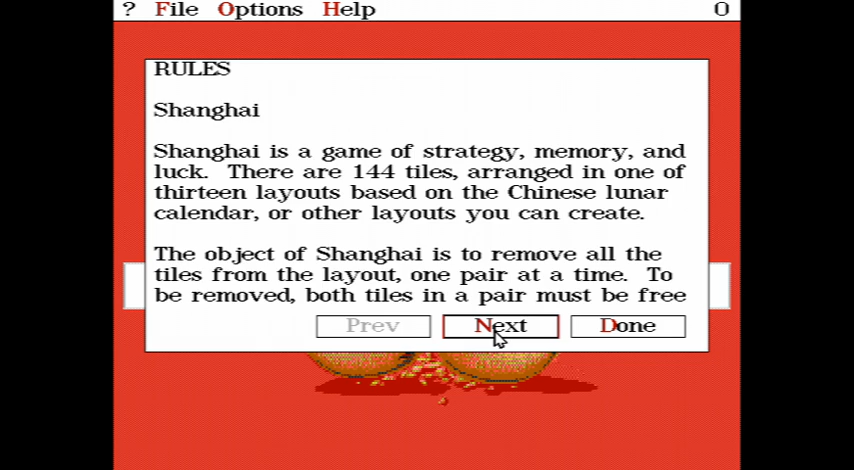 ? File Options Help 0
RULES
Shanghai
Shanghai is a game of strategy, memory, and
luck. There are 144 tiles, arranged in one of
thirteen layouts based on the Chinese lunar
calendar, or other layouts you can create.
The object of Shanghai is to remove all the
tiles from the layout, one pair at a time. To
be removed, both tiles in a pair must be free
Prev Next Done